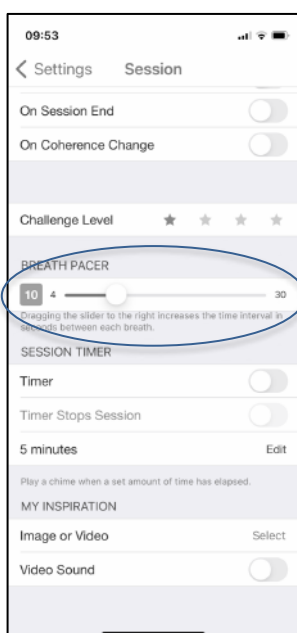 09:53
Settings Session
On Session End
On Coherence Change
Challenge Level
BREATH PACER
10 4 30
Dragging the slider to the right increases the time interval in
seconds between each breath.
SESSION TIMER
Timer
Timer Stops Session
5 minutes Edit
Play a chime when a set amount of time has elapsed.
MY INSPIRATION
Image or Video Select
Video Sound